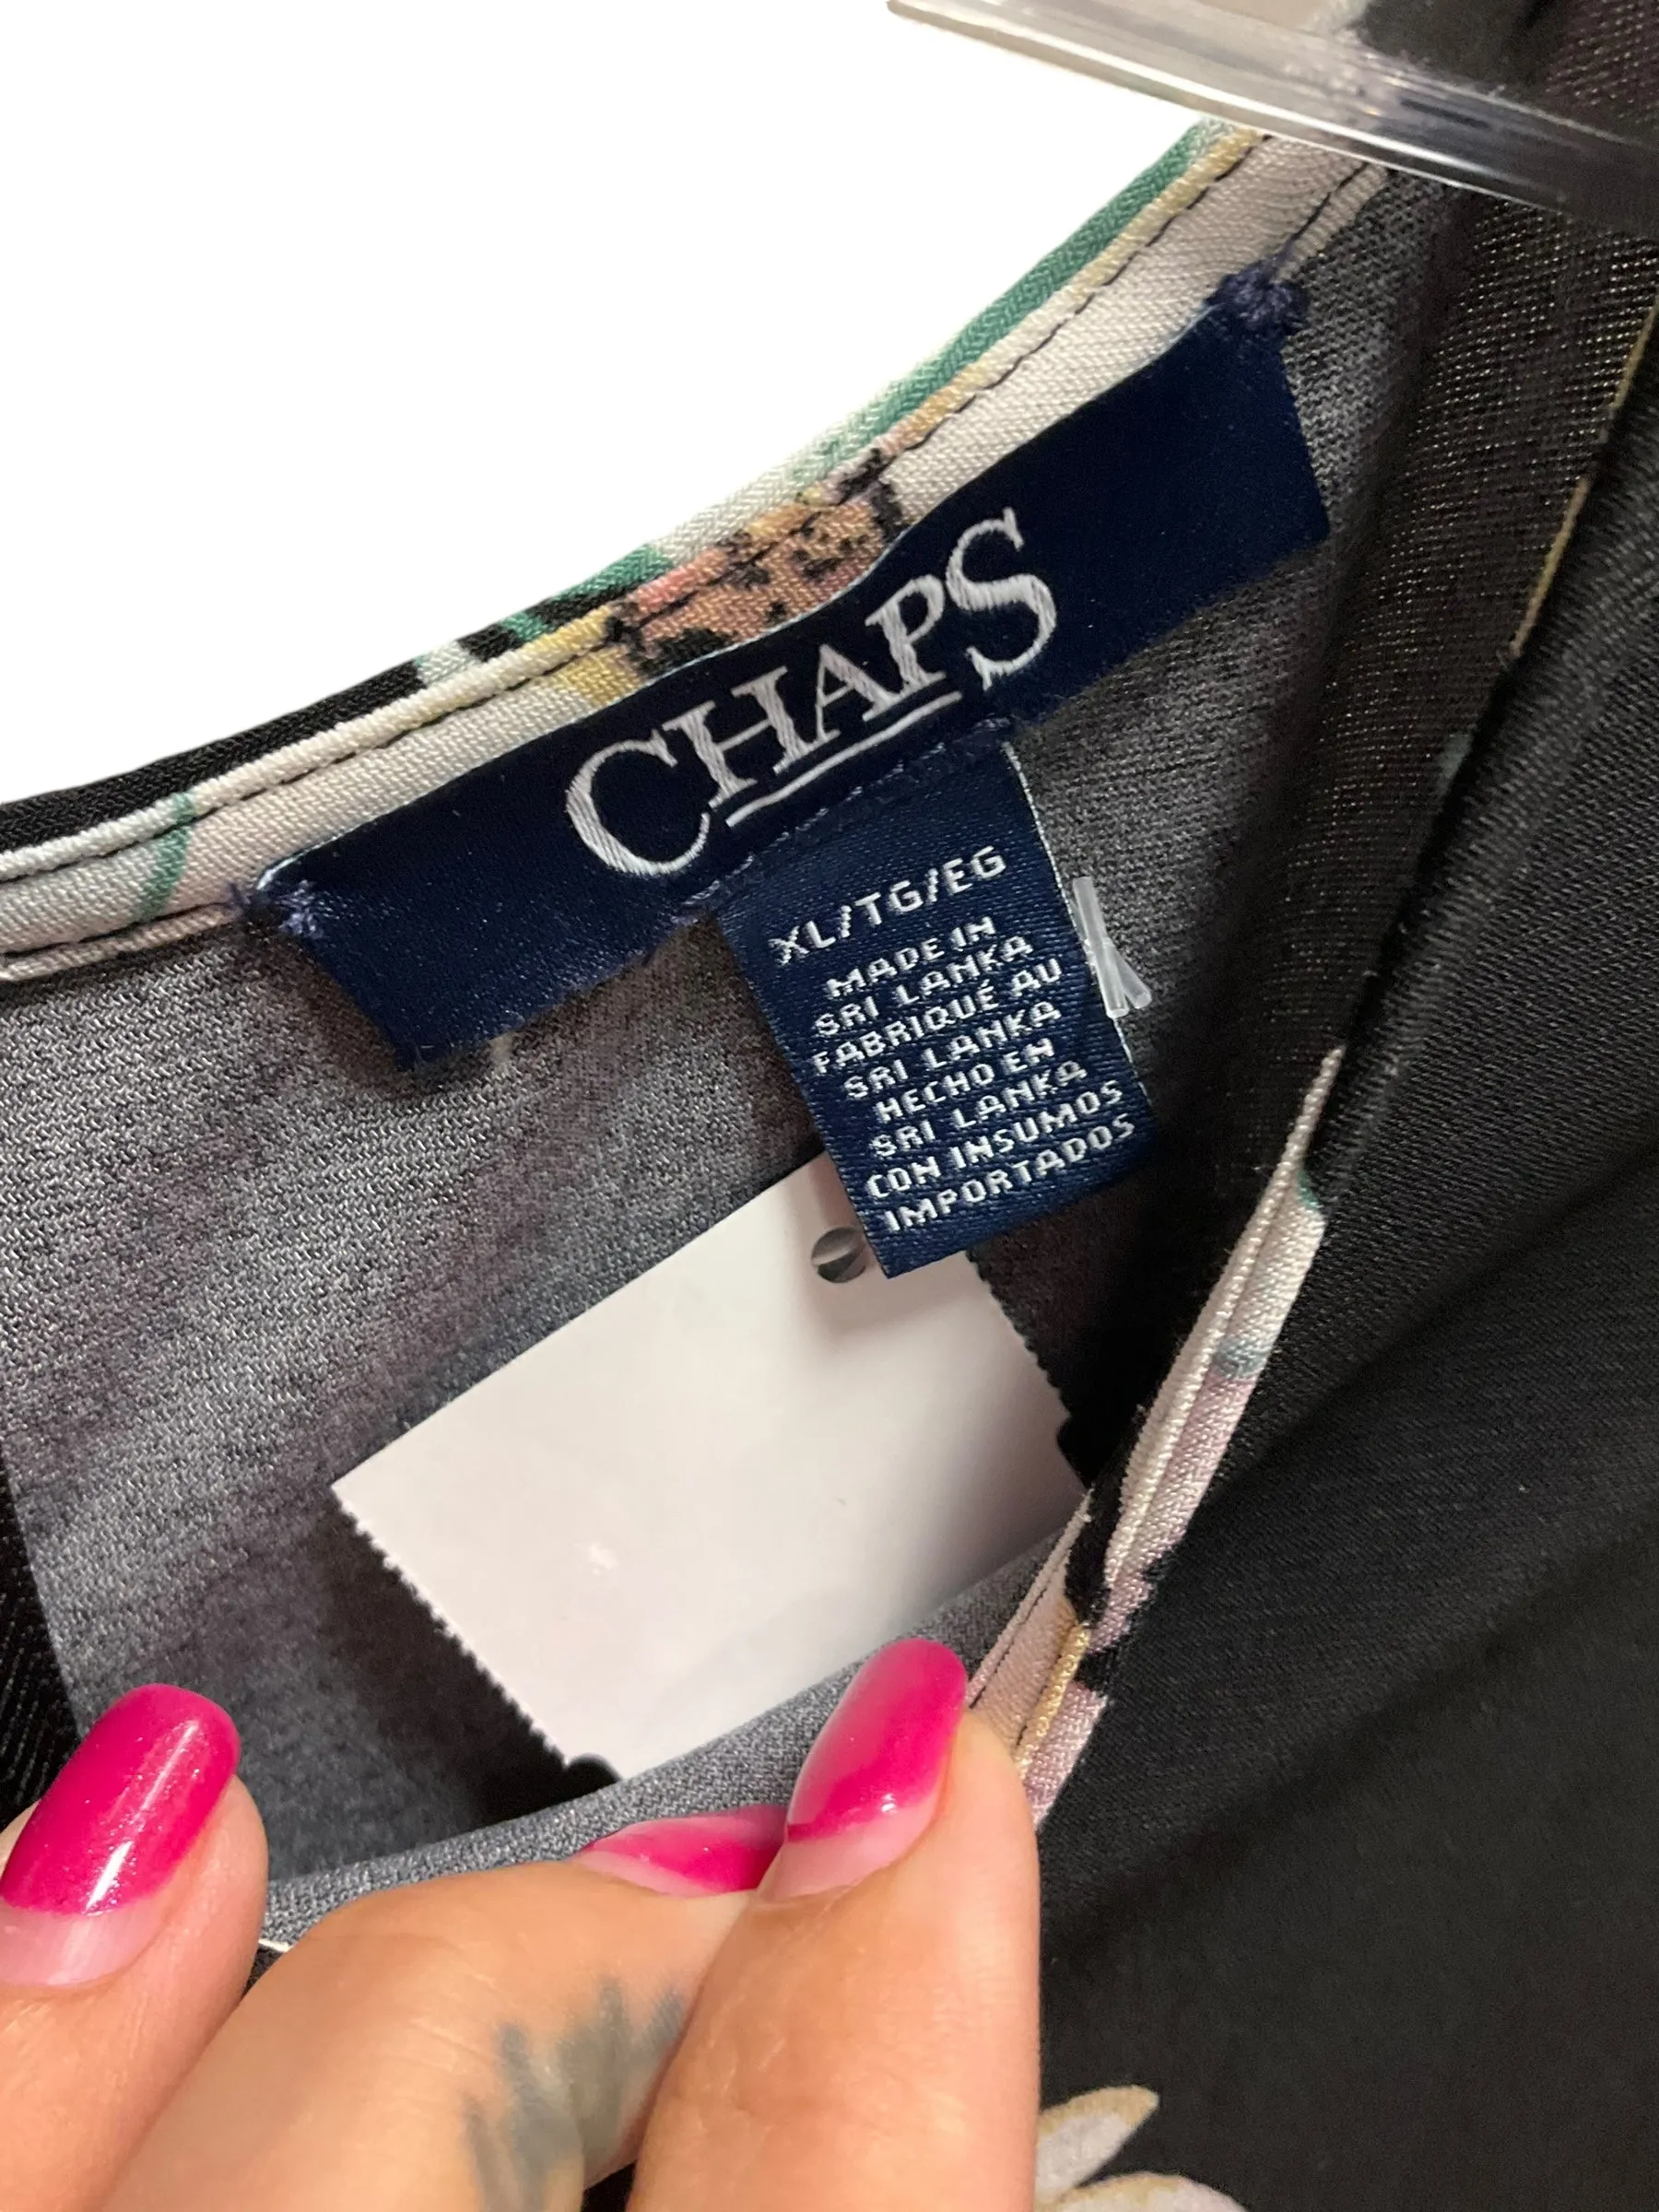 CHAPS
XL/TG/EG
MADE IN
SRI LANKA
FABRIQUÉ AU
SRI LANKA
HECHO EN
SRI LANKA
CON INSUMOS
IMPORTADOS